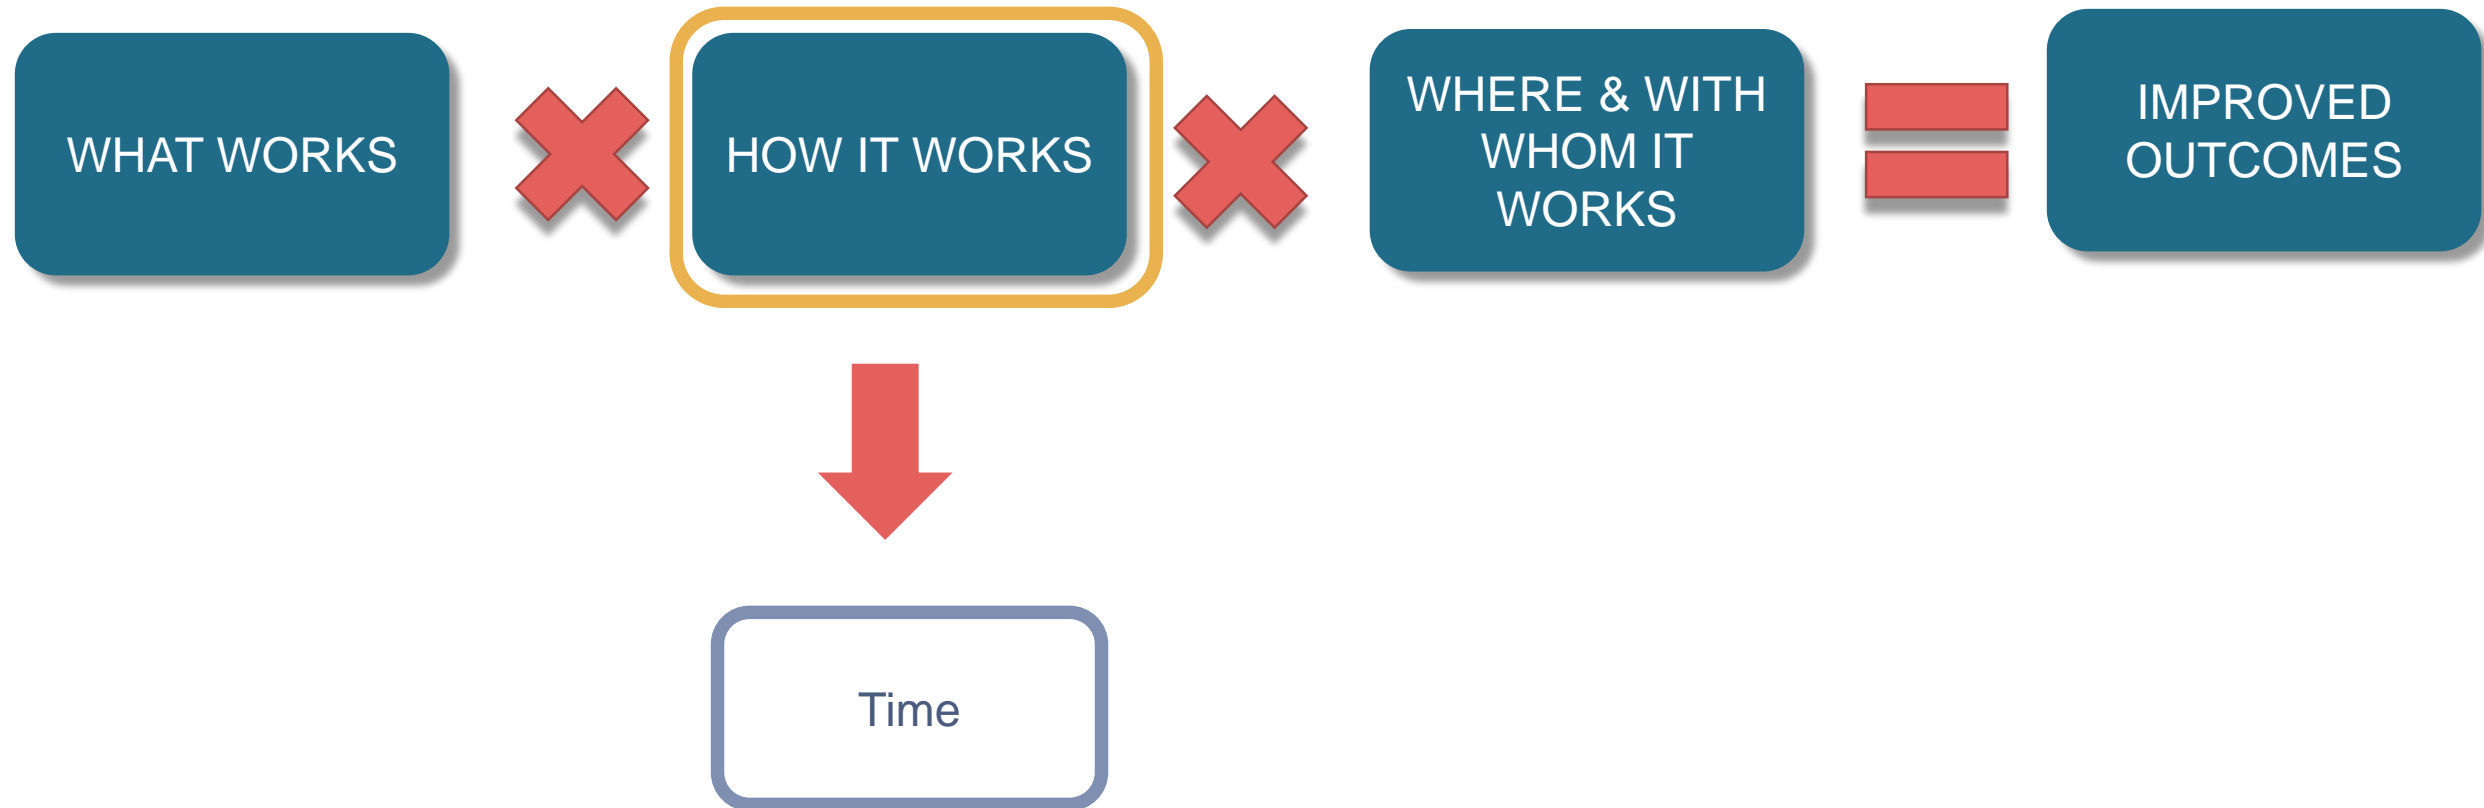 WHAT WORKS
HOW IT WORKS
WHERE & WITH
WHOM IT
WORKS
IMPROVED
OUTCOMES
Time